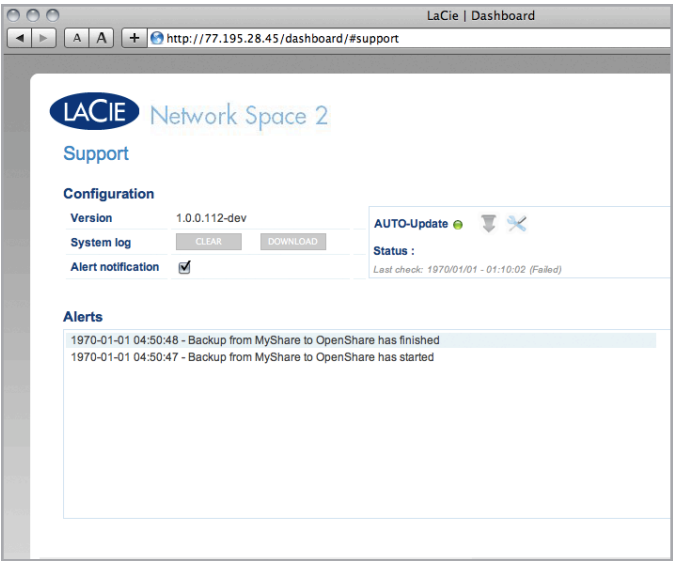 LaCie | Dashboard
A A + http://77.195.28.45/dashboard/#support
LACIE Network Space 2
Support
Configuration
Version 1.0.0.112-dev
System log CLEAR DOWNLOAD
Alert notification
AUTO-Update
Status :
Last check: 1970/01/01 - 01:10:02 (Failed)
Alerts
1970-01-01 04:50:48 - Backup from MyShare to OpenShare has finished
1970-01-01 04:50:47 - Backup from MyShare to OpenShare has started